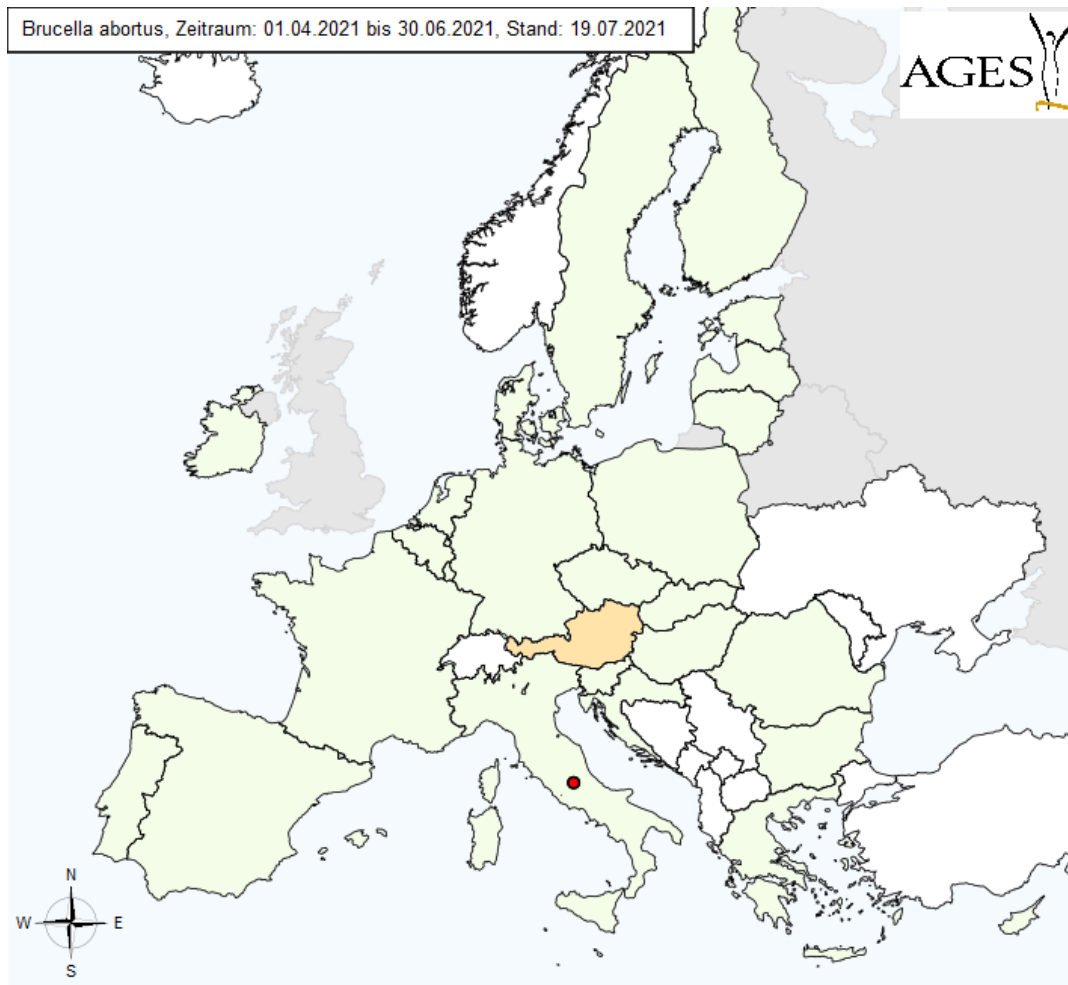 Brucella abortus, Zeitraum: 01.04.2021 bis 30.06.2021, Stand: 19.07.2021
AGES
N
W
E
S